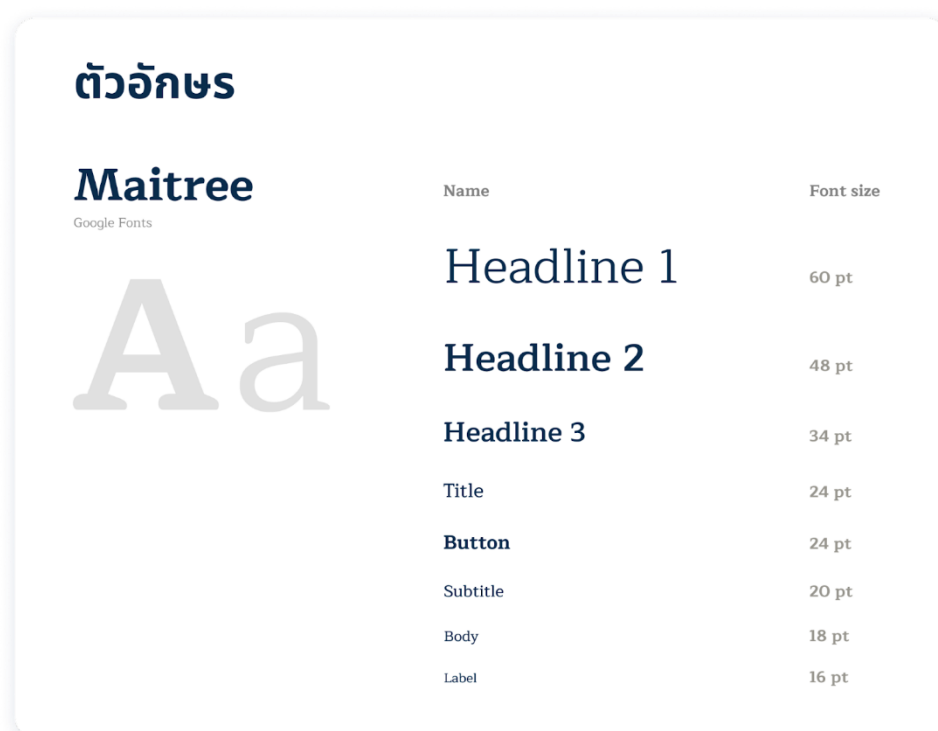 ตัวอักษร
Maitree
Google Fonts
Aa
Name Font size
Headline 1 60 pt
Headline 2 48 pt
Headline 3 34 pt
Title 24 pt
Button 24 pt
Subtitle 20 pt
Body 18 pt
Label 16 pt